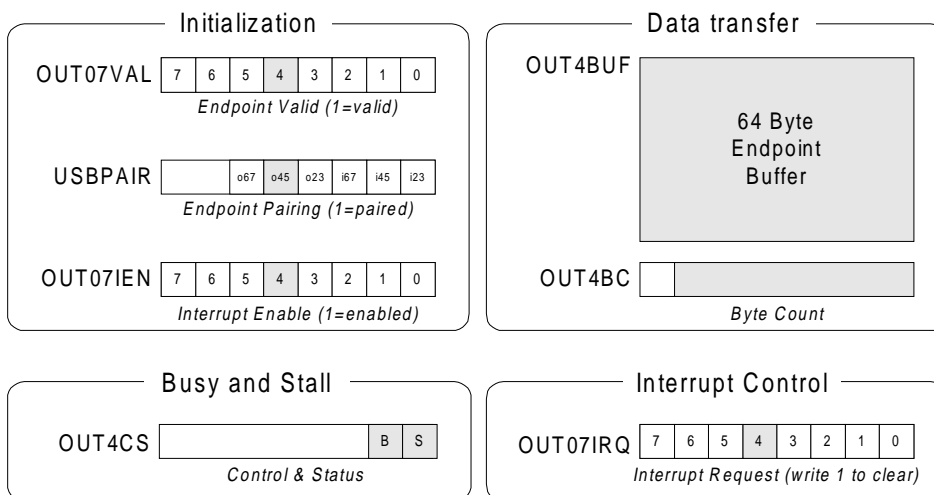 Initialization
OUT07VAL 7 6 5 4 3 2 1 0
Endpoint Valid (1=valid)
USBPAIR o67 o45 o23 i67 i45 i23
Endpoint Pairing (1=paired)
OUT07IEN 7 6 5 4 3 2 1 0
Interrupt Enable (1=enabled)
Data transfer
OUT4BUF
64 Byte
Endpoint
Buffer
OUT4BC
Byte Count
Busy and Stall
OUT4CS B S
Control & Status
Interrupt Control
OUT07IRQ 7 6 5 4 3 2 1 0
Interrupt Request (write 1 to clear)